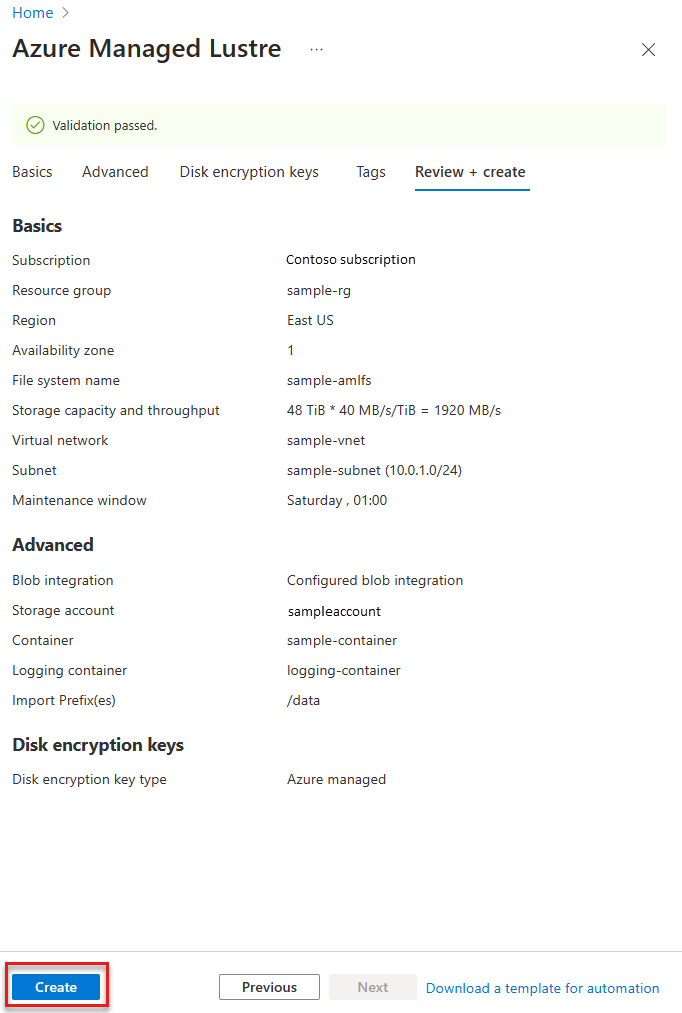 Home
Azure Managed Lustre ...
Validation passed.
Basics Advanced Disk encryption keys Tags Review + create
Basics
Subscription Contoso subscription
Resource group sample-rg
Region East US
Availability zone 1
File system name sample-amlfs
Storage capacity and throughput 48 TiB * 40 MB/s/TiB = 1920 MB/s
Virtual network sample-vnet
Subnet sample-subnet (10.0.1.0/24)
Maintenance window Saturday , 01:00
Advanced
Blob integration Configured blob integration
Storage account sampleaccount
Container sample-container
Logging container logging-container
Import Prefix(es) /data
Disk encryption keys
Disk encryption key type Azure managed
Create Previous Next Download a template for automation